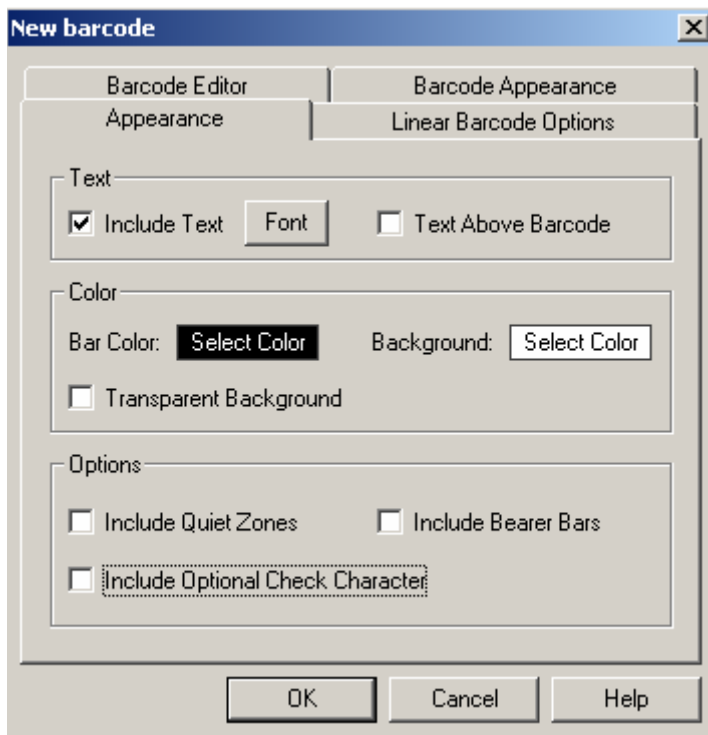 New barcode
Barcode Editor Barcode Appearance
Appearance Linear Barcode Options
Text
Include Text Font Text Above Barcode
Color
Bar Color: Select Color Background: Select Color
Transparent Background
Options
Include Quiet Zones Include Bearer Bars
Include Optional Check Character
OK Cancel Help